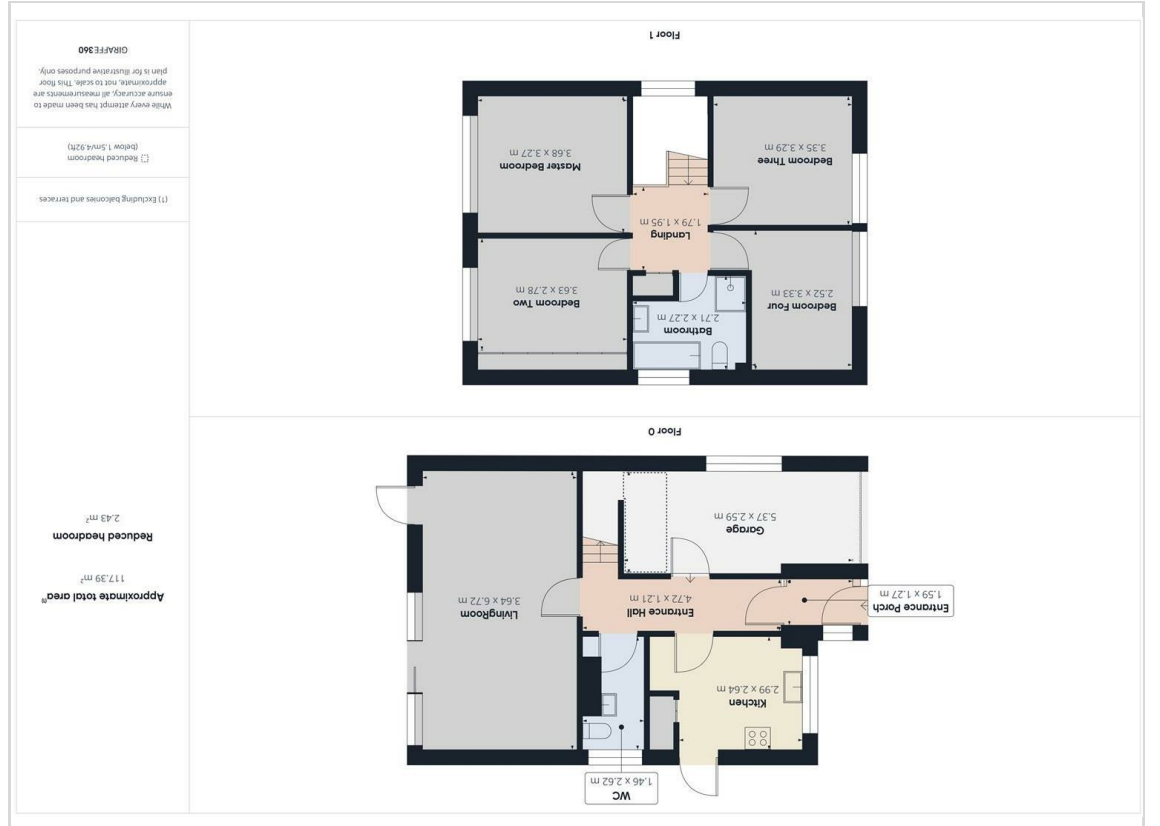 WC
1.46 x 2.62 m
Kitchen
2.99 x 2.64 m
Entrance Porch
1.59 x 1.27 m
Entrance Hall
4.72 x 1.21 m
LivingRoom
3.64 x 6.72 m
Garage
5.37 x 2.59 m
Floor 0
Bathroom
2.71 x 2.27 m
Bedroom Four
2.52 x 3.33 m
Bedroom Two
3.63 x 2.78 m
Landing
1.79 x 1.95 m
Bedroom Three
3.35 x 3.29 m
Master Bedroom
3.68 x 3.27 m
Floor 1
Approximate total area⁽¹⁾
117.39 m²
Reduced headroom
2.43 m²
(1) Excluding balconies and terraces
Reduced headroom
(below 1.5m/4.92ft)
While every attempt has been made to
ensure accuracy, all measurements are
approximate, not to scale. This floor
plan is for illustrative purposes only.
GIRAFFE360